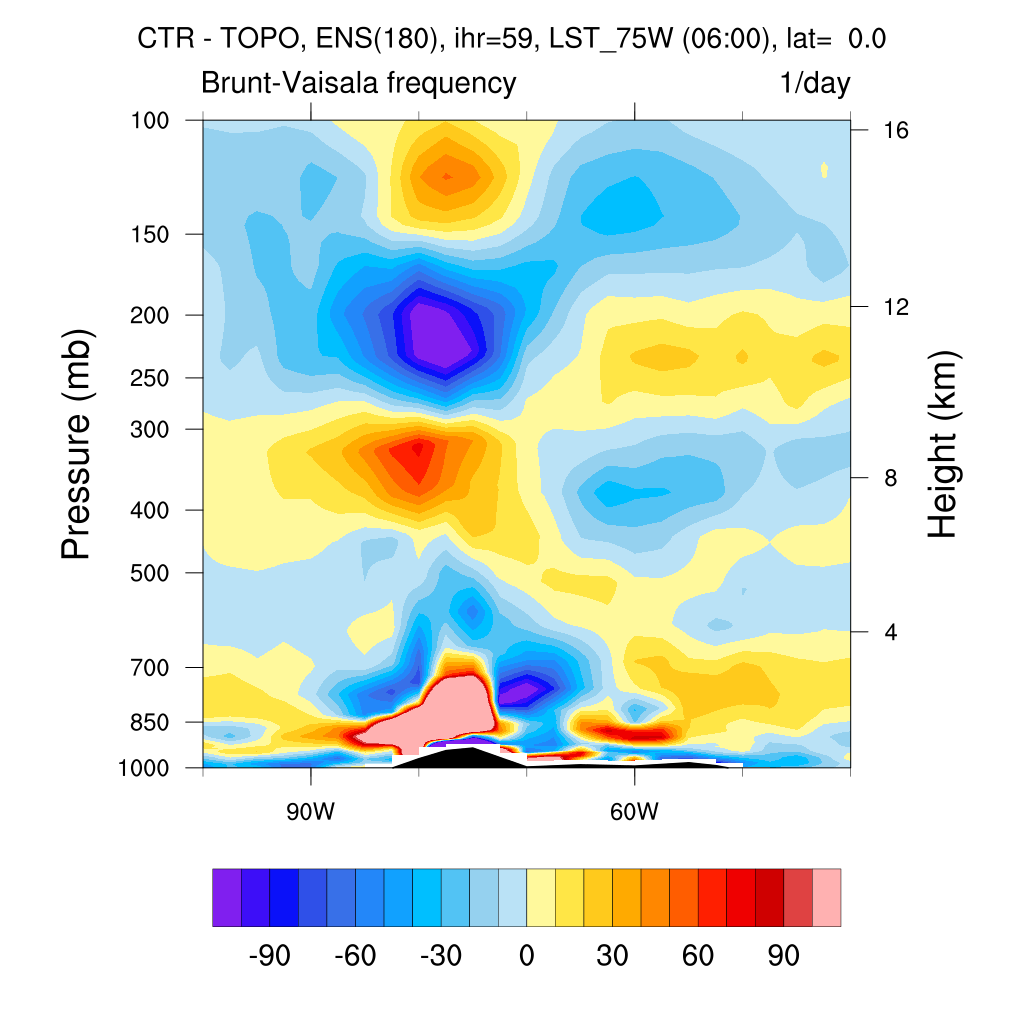 CTR - TOPO, ENS(180), ihr=59, LST_75W (06:00), lat=  0.0
Brunt-Vaisala frequency 1/day
100
150
200
250
300
400
500
700
850
1000
Pressure (mb)
16
12
8
4
Height (km)
90W 60W
-90 -60 -30 0 30 60 90